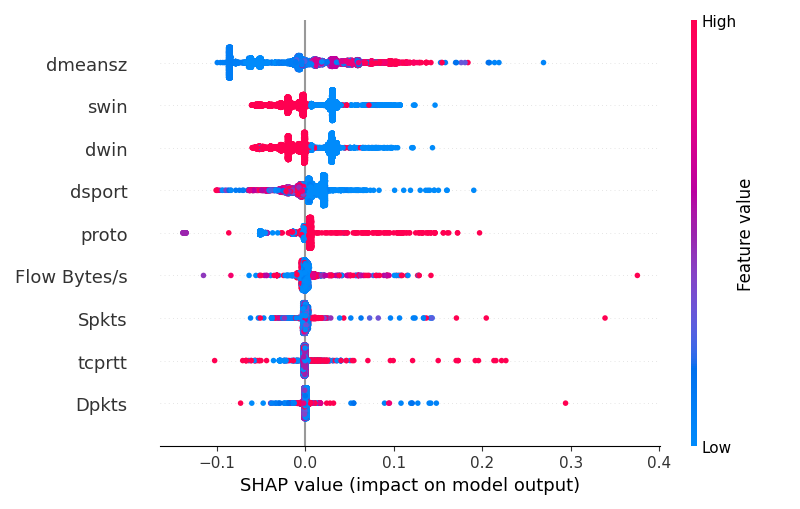 High
dmeansz
swin
dwin
dsport
proto
Flow Bytes/s
Spkts
tcprtt
Dpkts
Feature value
Low
−0.1 0.0 0.1 0.2 0.3 0.4
SHAP value (impact on model output)